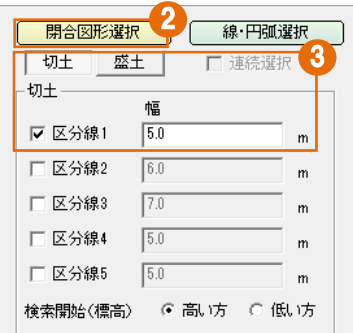 2
閉合図形選択 線・円弧選択
3
切土 盛土 連続選択
切土
幅
区分線1 5.0 m
区分線2 6.0 m
区分線3 7.0 m
区分線4 5.0 m
区分線5 5.0 m
検索開始(標高) 高い方 低い方